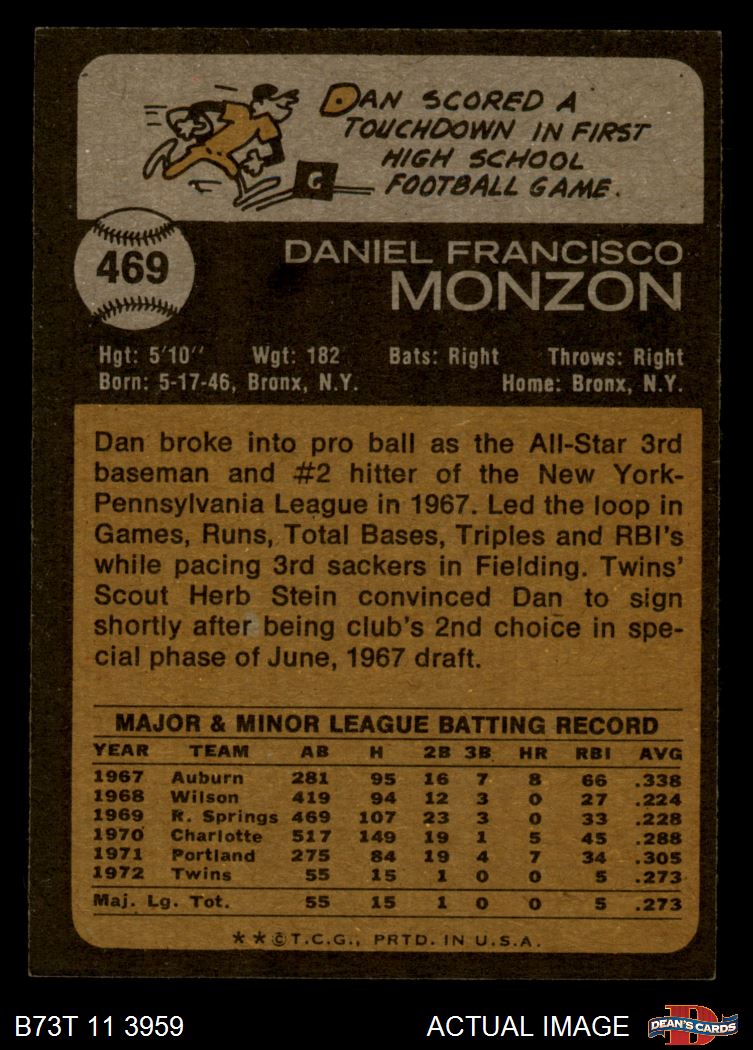 DAN SCORED A
TOUCHDOWN IN FIRST
HIGH SCHOOL
FOOTBALL GAME.
G
469
DANIEL FRANCISCO
MONZON
Hgt: 5'10" Wgt: 182 Bats: Right Throws: Right
Born: 5-17-46, Bronx, N.Y. Home: Bronx, N.Y.
Dan broke into pro ball as the All-Star 3rd
baseman and #2 hitter of the New York-
Pennsylvania League in 1967. Led the loop in
Games, Runs, Total Bases, Triples and RBI's
while pacing 3rd sackers in Fielding. Twins'
Scout Herb Stein convinced Dan to sign
shortly after being club's 2nd choice in spe-
cial phase of June, 1967 draft.
MAJOR & MINOR LEAGUE BATTING RECORD
YEAR TEAM AB H 2B 3B HR RBI AVG
1967 Auburn 281 95 16 7 8 66 .338
1968 Wilson 419 94 12 3 0 27 .224
1969 R. Springs 469 107 23 3 0 33 .228
1970 Charlotte 517 149 19 1 5 45 .288
1971 Portland 275 84 19 4 7 34 .305
1972 Twins 55 15 1 0 0 5 .273
Maj. Lg. Tot. 55 15 1 0 0 5 .273
* * © T.C.G., PRTD. IN U.S.A.
B73T 11 3959 ACTUAL IMAGE DEAN'S CARDS